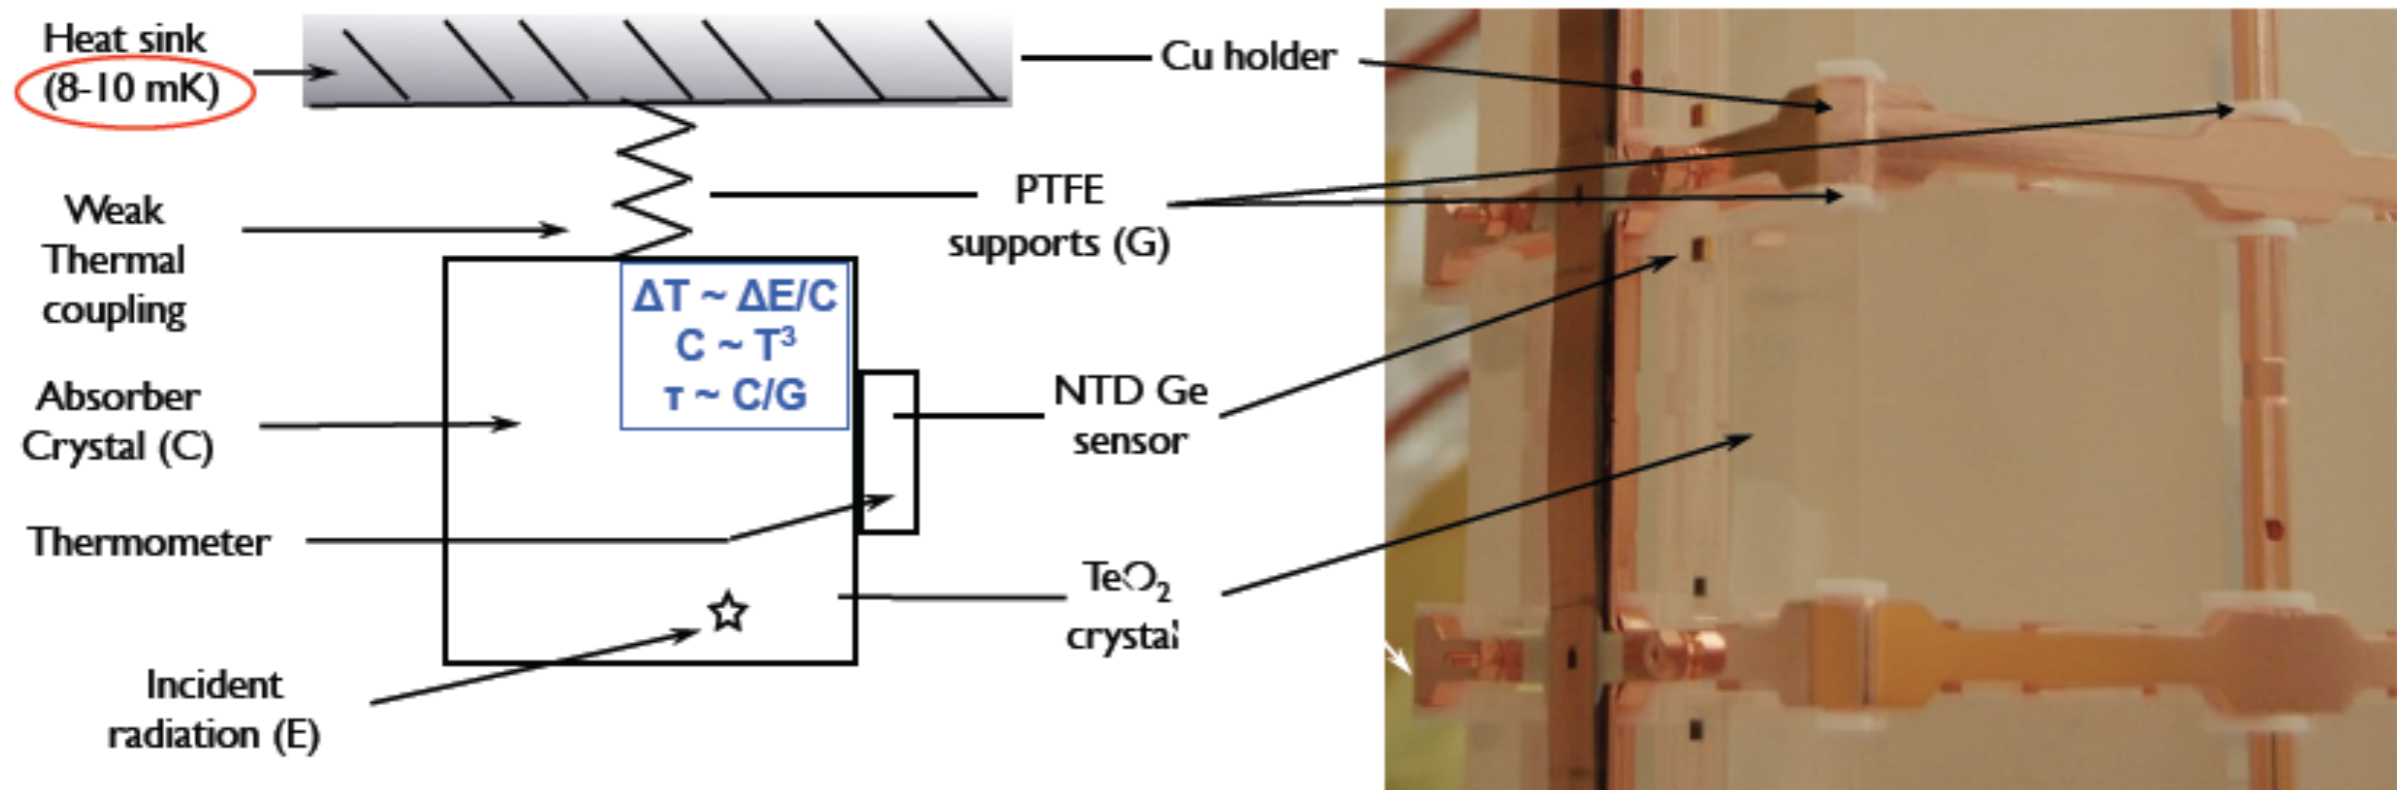 Heat sink
(8-10 mK)
Cu holder
Weak
Thermal
coupling
PTFE
supports (G)
ΔT ~ ΔE/C
C ~ T³
τ ~ C/G
Absorber
Crystal (C)
NTD Ge
sensor
Thermometer
TeO₂
crystal
Incident
radiation (E)